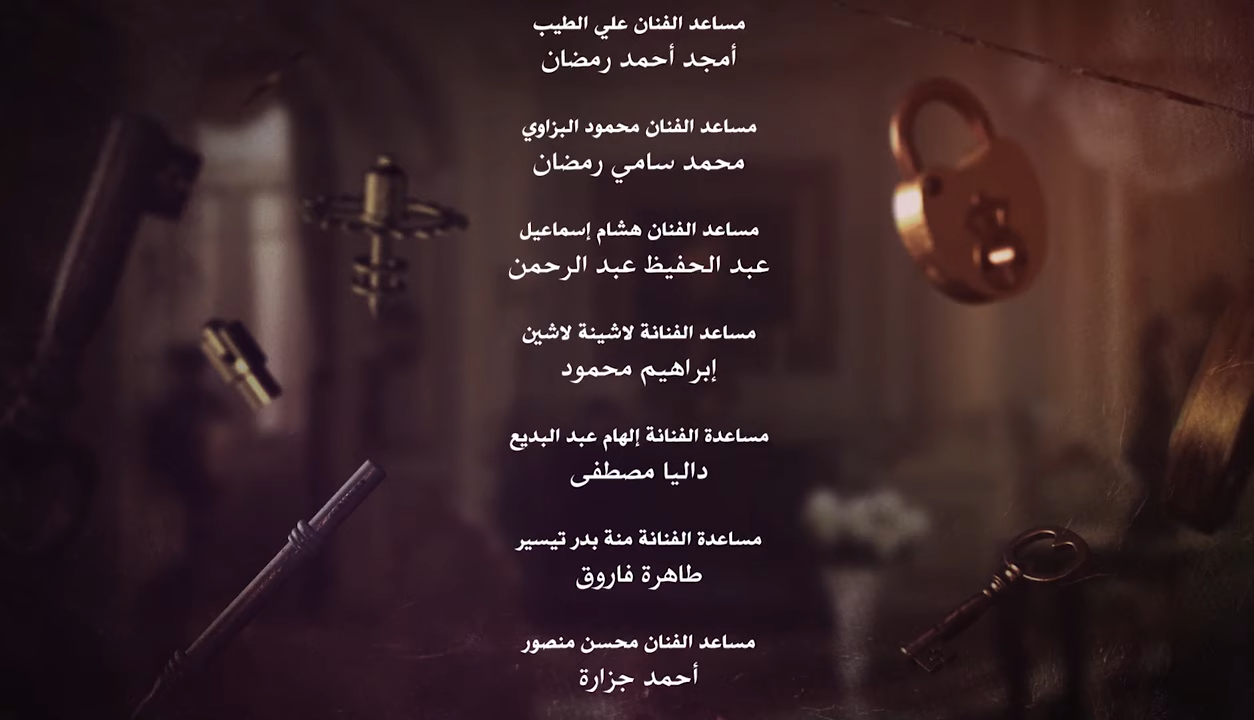 مساعد الفنان علي الطيب
أمجد أحمد رمضان
مساعد الفنان محمود البزاوي
محمد سامي رمضان
مساعد الفنان هشام إسماعيل
عبد الحفيظ عبد الرحمن
مساعد الفنانة لاشينة لاشين
إبراهيم محمود
مساعدة الفنانة إلهام عبد البديع
داليا مصطفى
مساعدة الفنانة منة بدر تيسير
طاهرة فاروق
مساعد الفنان محسن منصور
أحمد جزارة